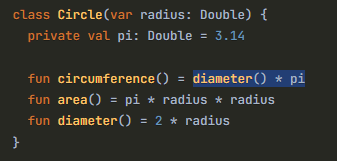 class Circle(var radius: Double) {
  private val pi: Double = 3.14

  fun circumference() = diameter() * pi
  fun area() = pi * radius * radius
  fun diameter() = 2 * radius
}